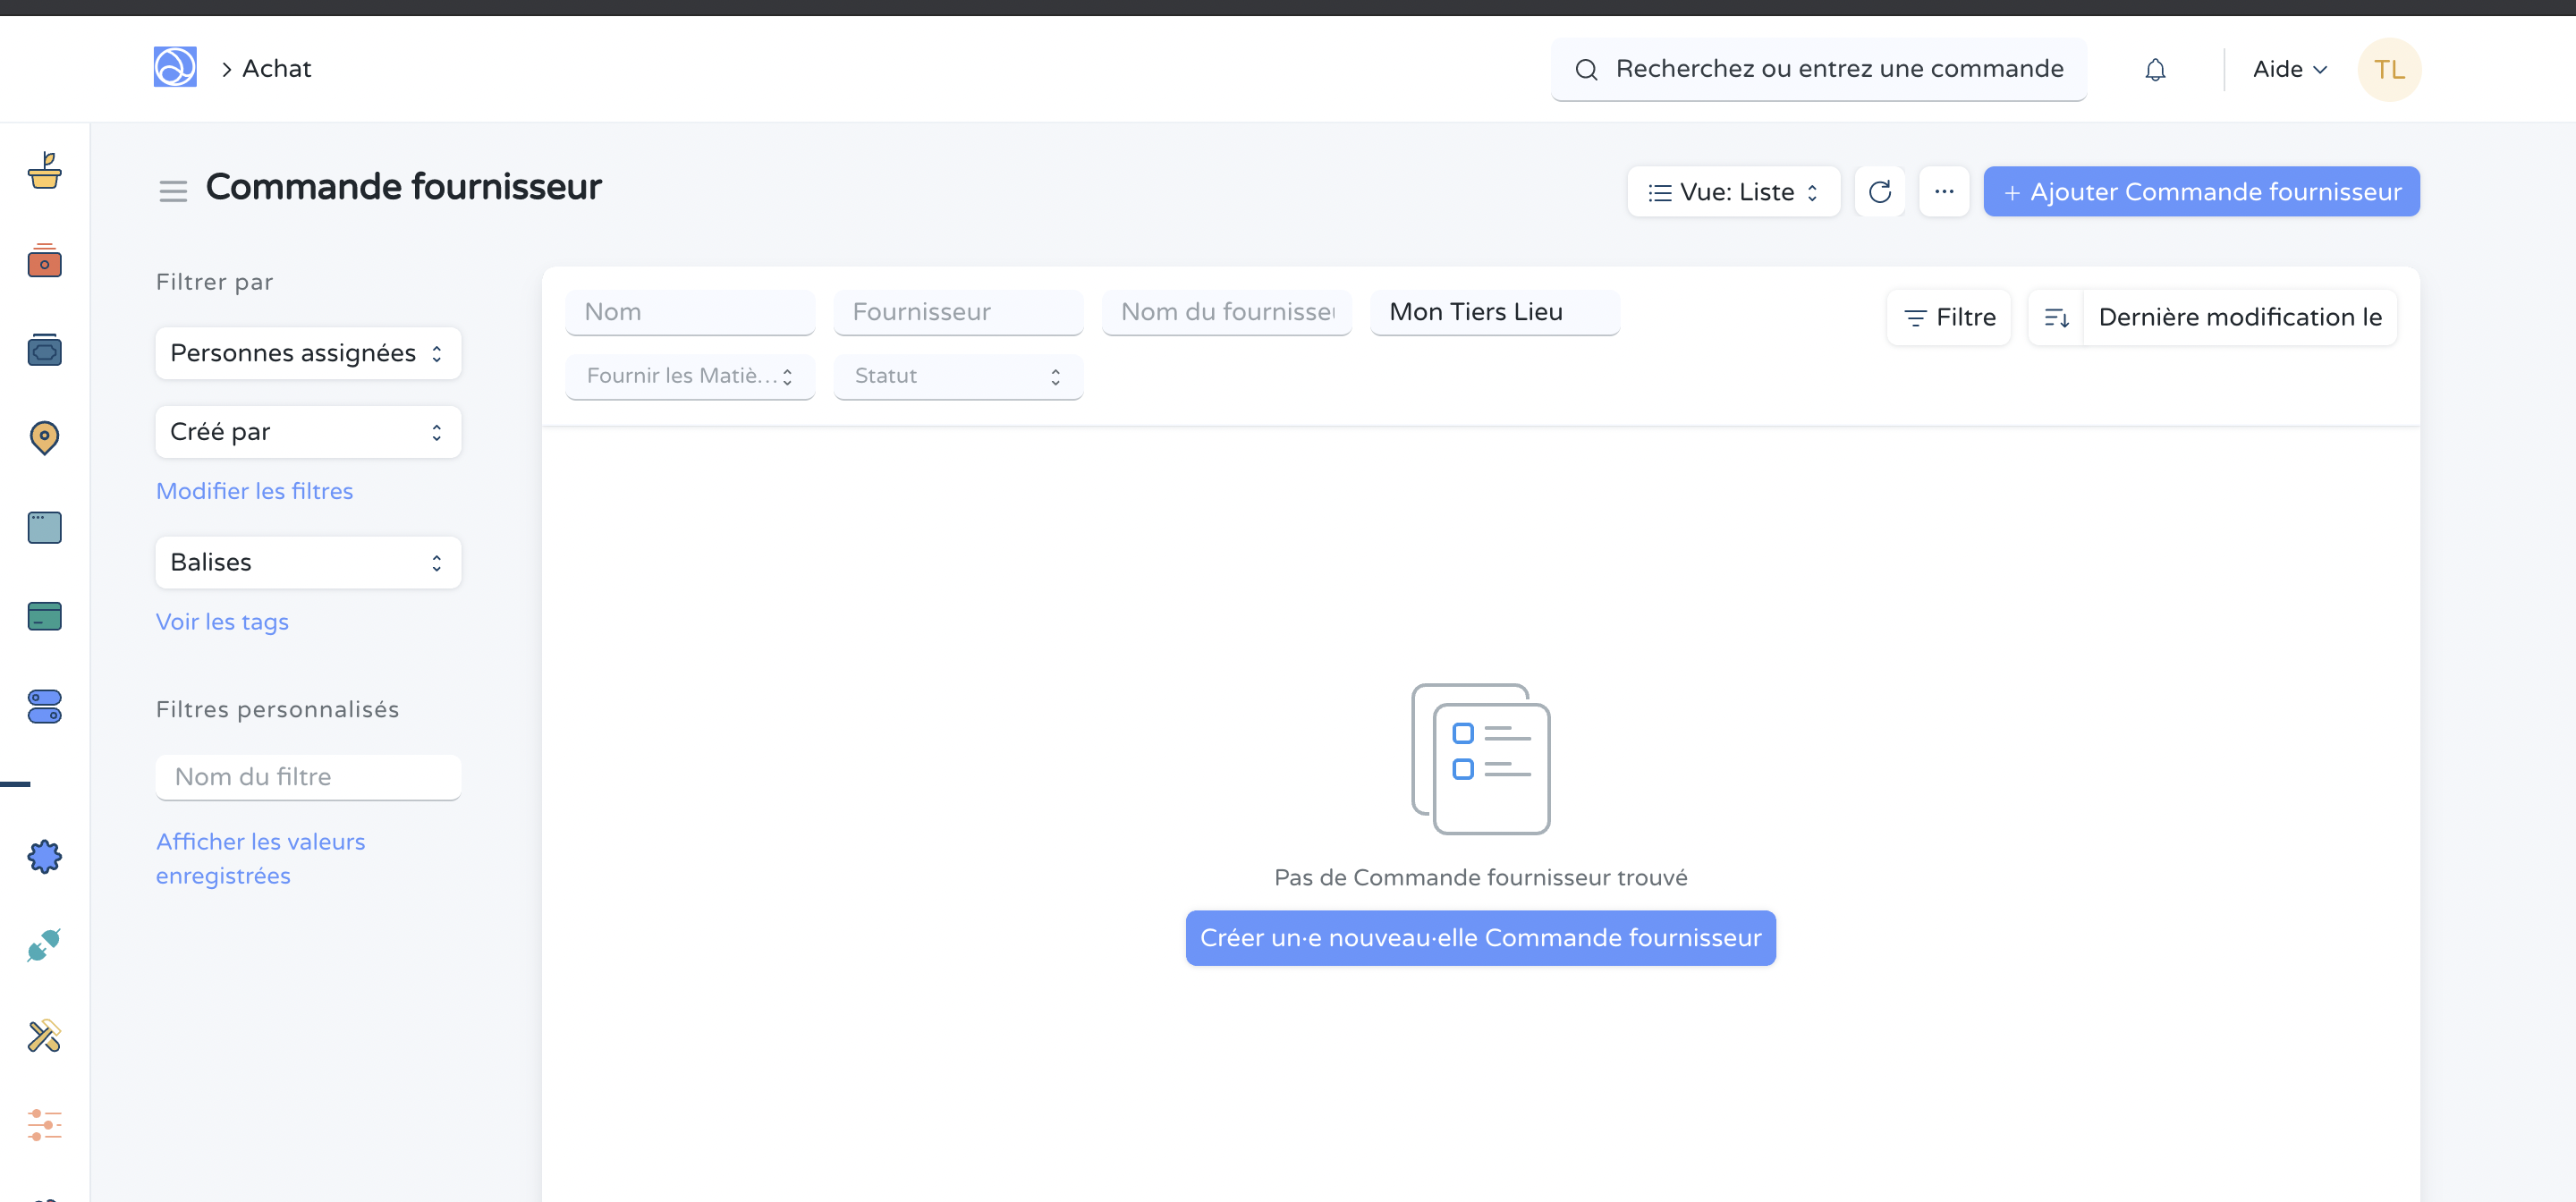 Achat
Recherchez ou entrez une commande
Aide
TL
Commande fournisseur
Vue: Liste
+ Ajouter Commande fournisseur
Filtrer par
Personnes assignées
Créé par
Modifier les filtres
Balises
Voir les tags
Filtres personnalisés
Nom du filtre
Afficher les valeurs
enregistrées
Nom
Fournisseur
Nom du fournisse
Mon Tiers Lieu
Filtre
Dernière modification le
Fournir les Matiè...
Statut
Pas de Commande fournisseur trouvé
Créer un·e nouveau·elle Commande fournisseur